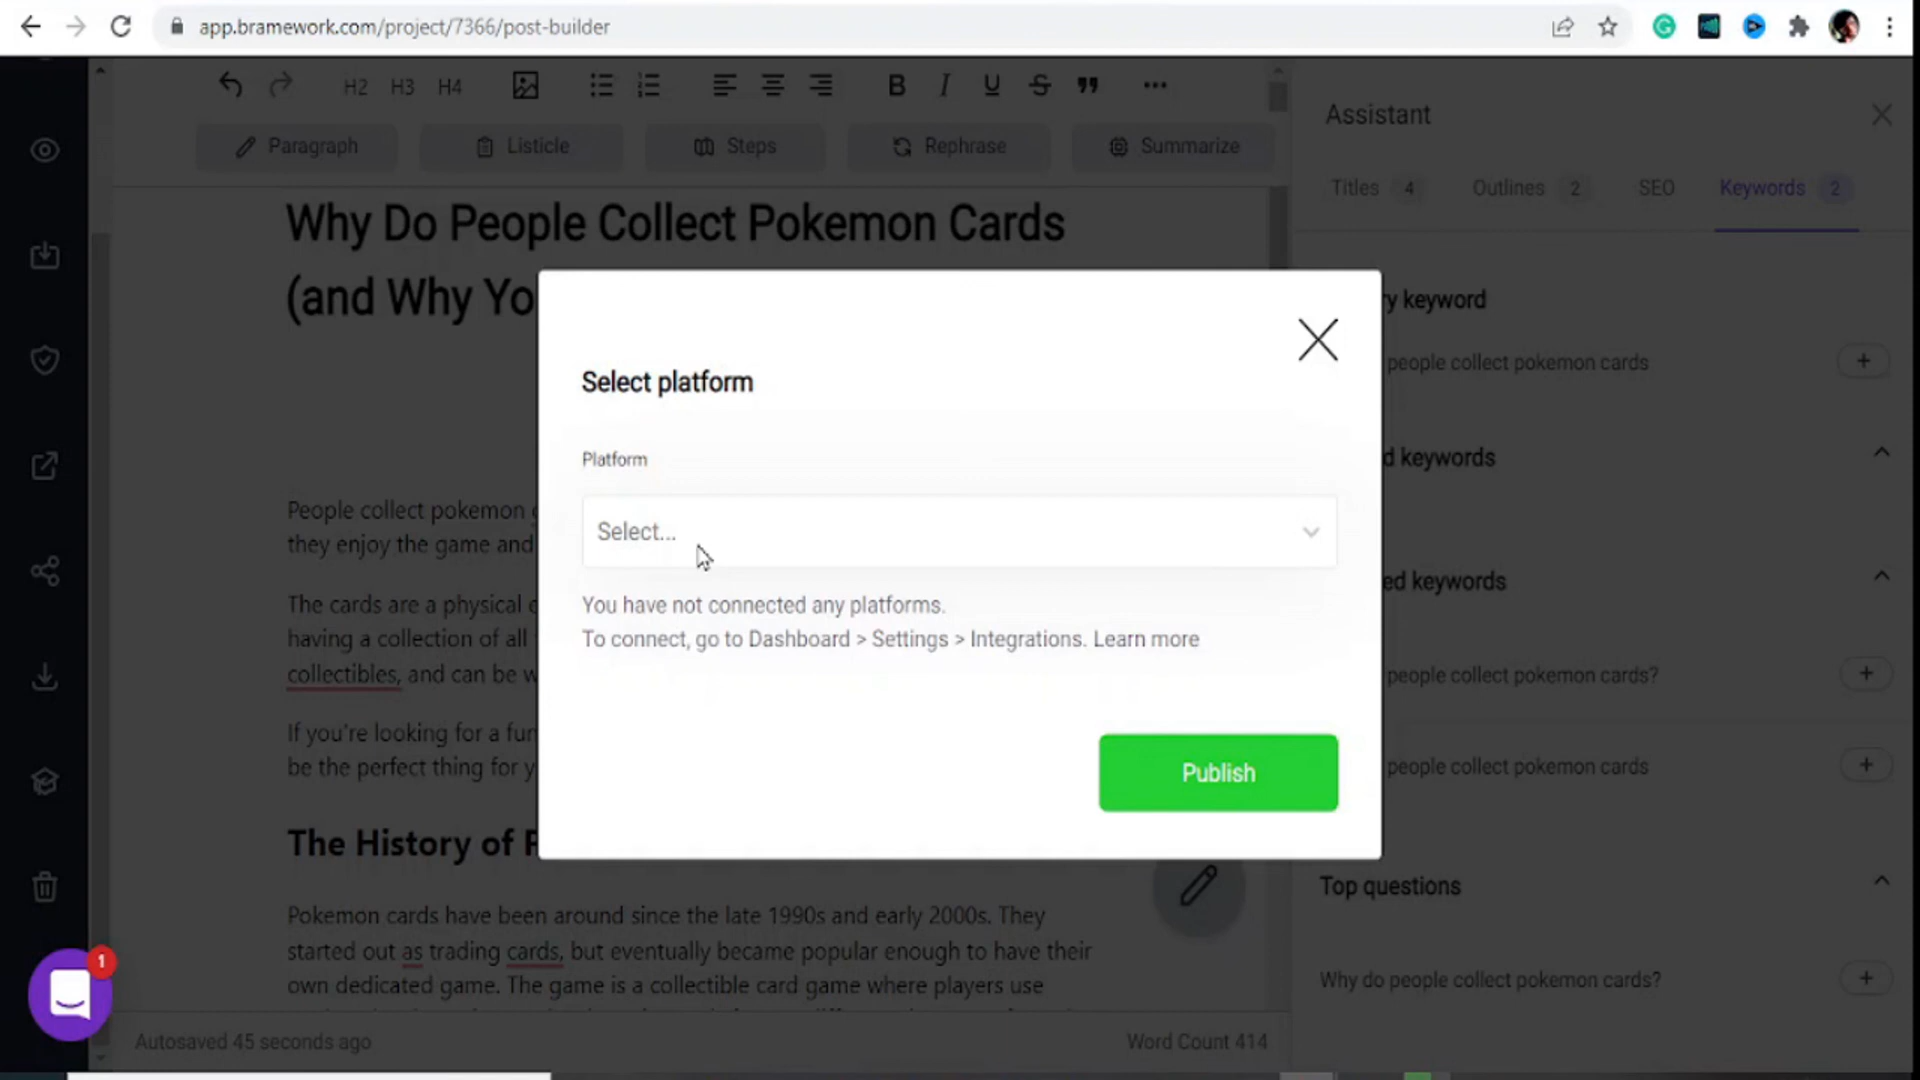 app.bramework.com/project/7366/post-builder
H2 H3 H4 B I U S
Paragraph Listicle Steps Rephrase Summarize
Assistant
Titles 4 Outlines 2 SEO Keywords 2
Why Do People Collect Pokemon Cards
(and Why Yo
Select platform
Platform
Select...
You have not connected any platforms.
To connect, go to Dashboard > Settings > Integrations. Learn more
Publish
People collect pokemon
they enjoy the game and
The cards are a physical
having a collection of all
collectibles, and can be w
If you're looking for a fun
be the perfect thing for y
The History of
Pokemon cards have been around since the late 1990s and early 2000s. They
started out as trading cards, but eventually became popular enough to have their
own dedicated game. The game is a collectible card game where players use
Autosaved 45 seconds ago
Word Count 414
y keyword
people collect pokemon cards
d keywords
ed keywords
people collect pokemon cards?
people collect pokemon cards
Top questions
Why do people collect pokemon cards?
1